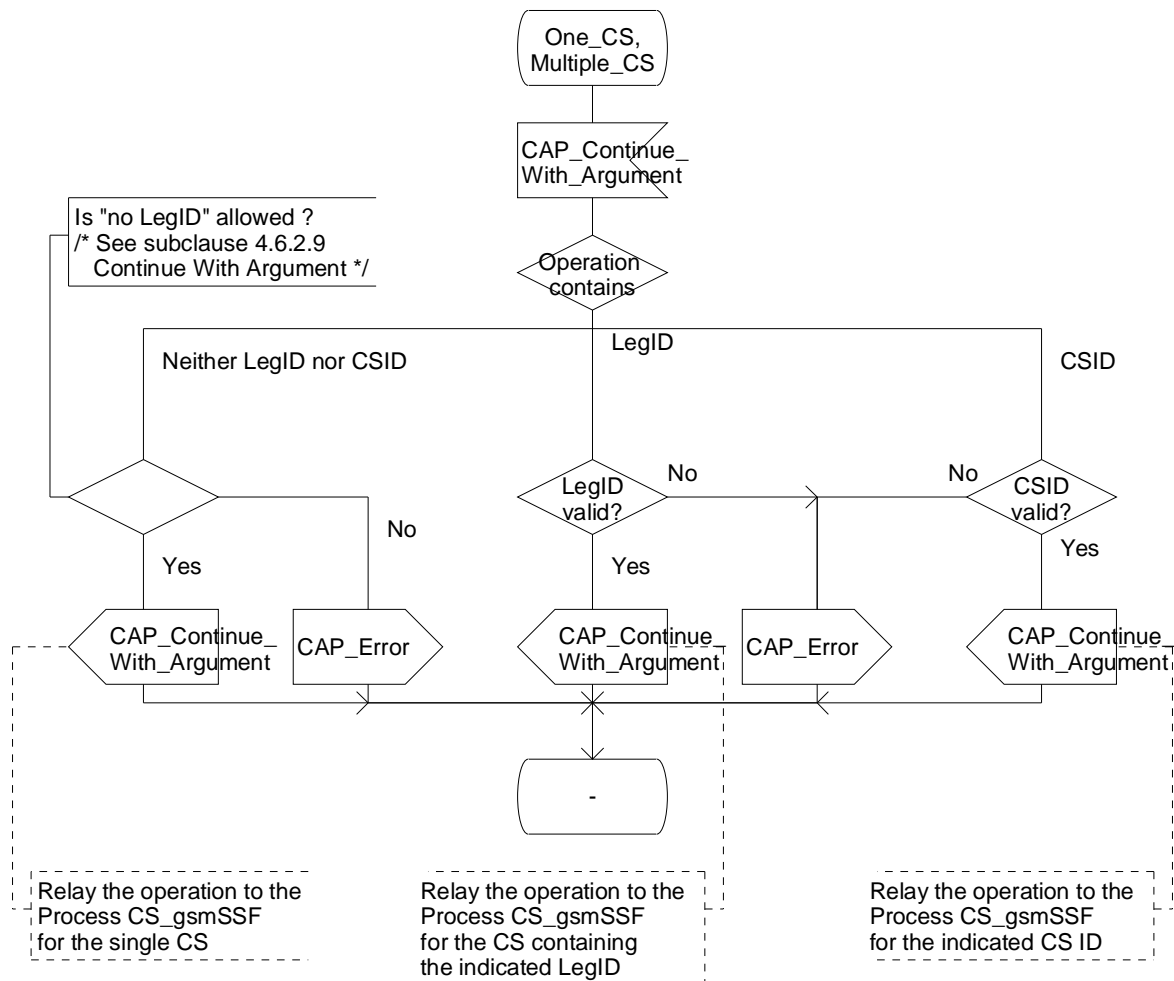 One_CS,
Multiple_CS
CAP_Continue_
With_Argument
Is "no LegID" allowed ?
/* See subclause 4.6.2.9
Continue With Argument */
Operation
contains
Neither LegID nor CSID
LegID
CSID
No
LegID
valid?
No
CSID
valid?
No
Yes
Yes
Yes
CAP_Continue_
With_Argument
CAP_Error
CAP_Continue_
With_Argument
CAP_Error
CAP_Continue_
With_Argument
-
Relay the operation to the
Process CS_gsmSSF
for the single CS
Relay the operation to the
Process CS_gsmSSF
for the CS containing
the indicated LegID
Relay the operation to the
Process CS_gsmSSF
for the indicated CS ID